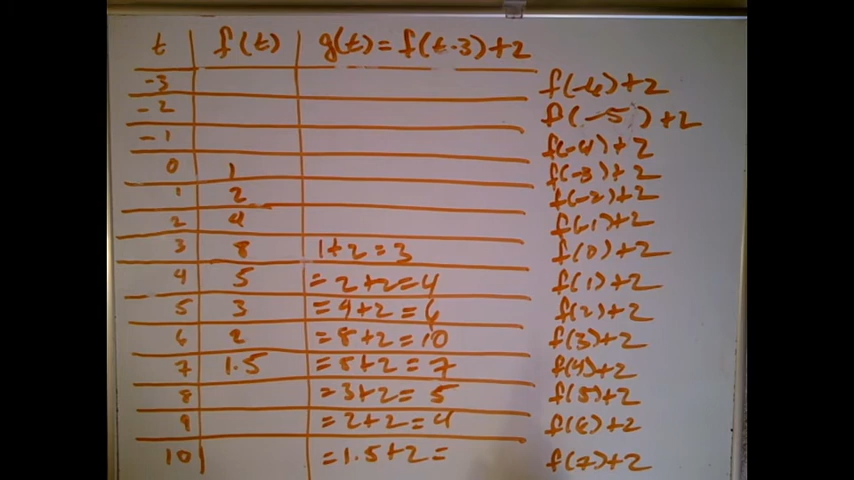 t f(t) g(t)=f(t-3)+2
-3 f(-6)+2
-2 f(-5)+2
-1 f(-4)+2
0 1 f(-3)+2
1 2 f(-2)+2
2 4 f(-1)+2
3 8 1+2=3 f(0)+2
4 5 =2+2=4 f(1)+2
5 3 =4+2=6 f(2)+2
6 2 =8+2=10 f(3)+2
7 1.5 =5+2=7 f(4)+2
8 =3+2=5 f(5)+2
9 =2+2=4 f(6)+2
10 =1.5+2= f(7)+2